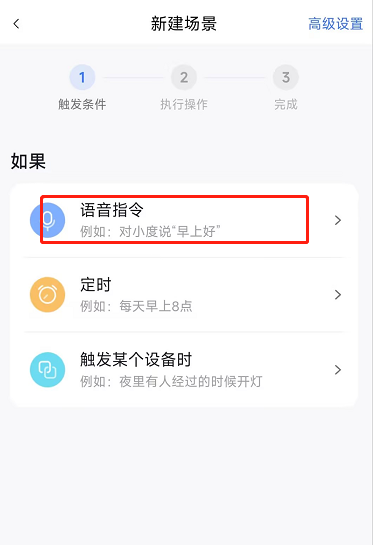 新建场景
高级设置
1
2
3
触发条件
执行操作
完成
如果
语音指令
例如：对小度说“早上好”
定时
例如：每天早上8点
触发某个设备时
例如：夜里有人经过的时候开灯